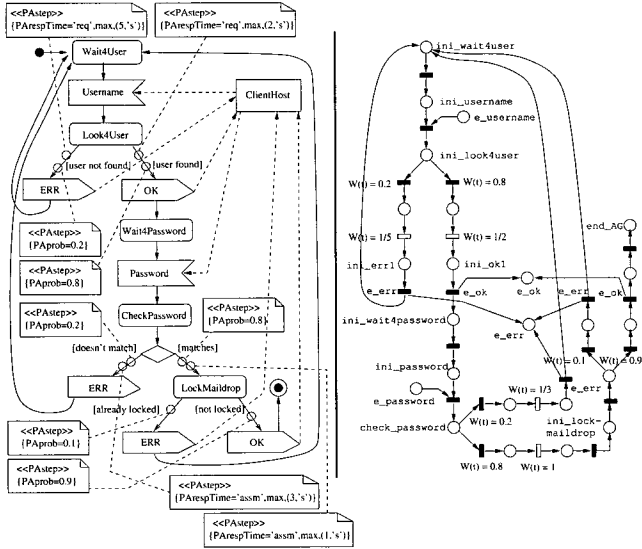 <<PAstep>>
{PArespTime='req',max,(5,'s')}
<<PAstep>>
{PArespTime='req',max,(2,'s')}
Wait4User
Username
ClientHost
Look4User
[user not found]
[user found]
ERR
OK
<<PAstep>>
{PAprob=0.2}
Wait4Password
<<PAstep>>
{PAprob=0.8}
Password
<<PAstep>>
{PAprob=0.2}
CheckPassword
<<PAstep>>
{PAprob=0.8}
[doesn't match]
[matches]
ERR
LockMaildrop
[already locked]
[not locked]
<<PAstep>>
{PAprob=0.1}
ERR
OK
<<PAstep>>
{PAprob=0.9}
<<PAstep>>
{PArespTime='assm',max,(3,'s')}
<<PAstep>>
{PArespTime='assm',max,(1,'s')}
ini_wait4user
ini_username
e_username
ini_look4user
W(t) = 0.2
W(t) = 0.8
W(t) = 1/5
W(t) = 1/2
end_AG
ini_err1
ini_ok1
e_err
e_ok
e_ok
e_err
e_ok
ini_wait4password
e_err
W(t) = 0.1
W(t) = 0.9
ini_password
e_password
W(t) = 1/3
e_err
check_password
W(t) = 0.2
ini_lock-
maildrop
W(t) = 0.8
W(t) = 1